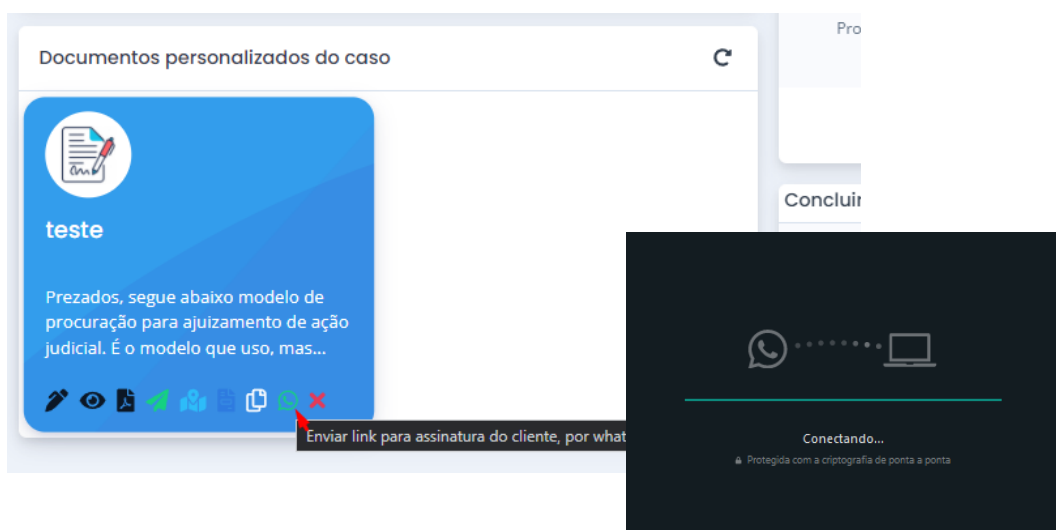 Documentos personalizados do caso
teste
Prezados, segue abaixo modelo de
procuração para ajuizamento de ação
judicial. É o modelo que uso, mas...
Enviar link para assinatura do cliente, por what
Pro
Concluir
Conectando...
Protegida com a criptografia de ponta a ponta